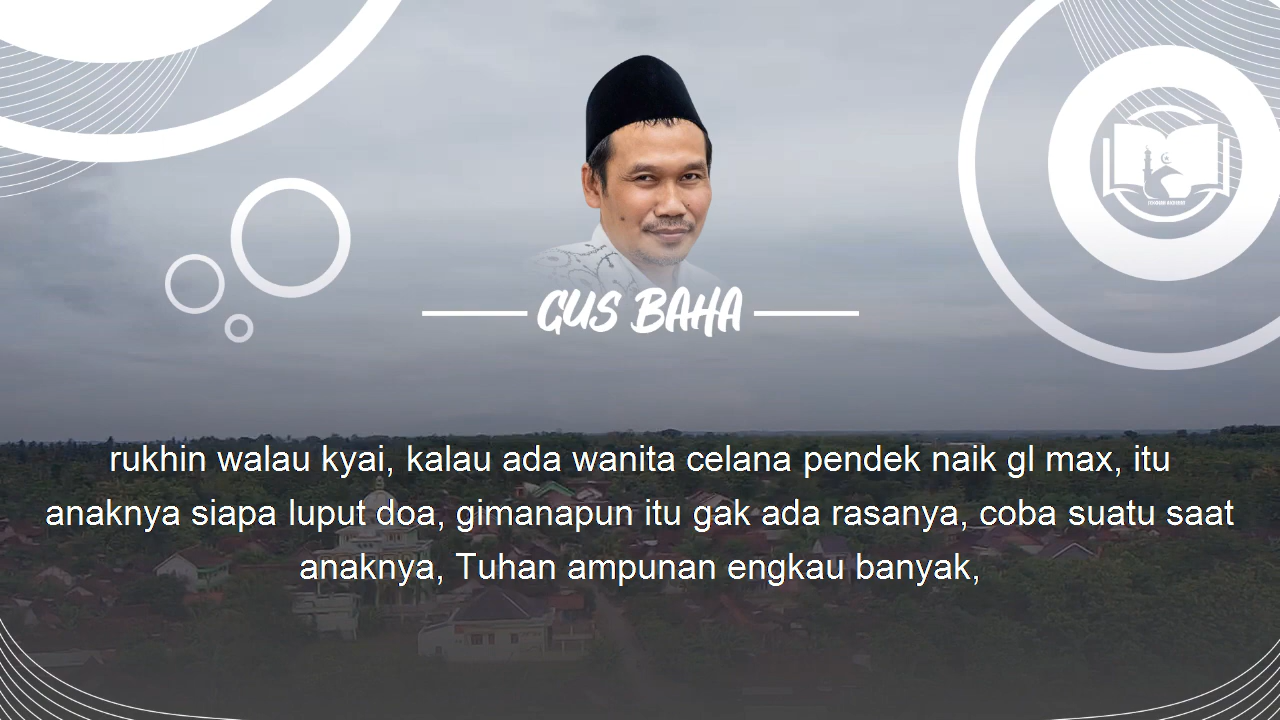 GUS BAHA
rukhin walau kyai, kalau ada wanita celana pendek naik gl max, itu
anaknya siapa luput doa, gimanapun itu gak ada rasanya, coba suatu saat
anaknya, Tuhan ampunan engkau banyak,